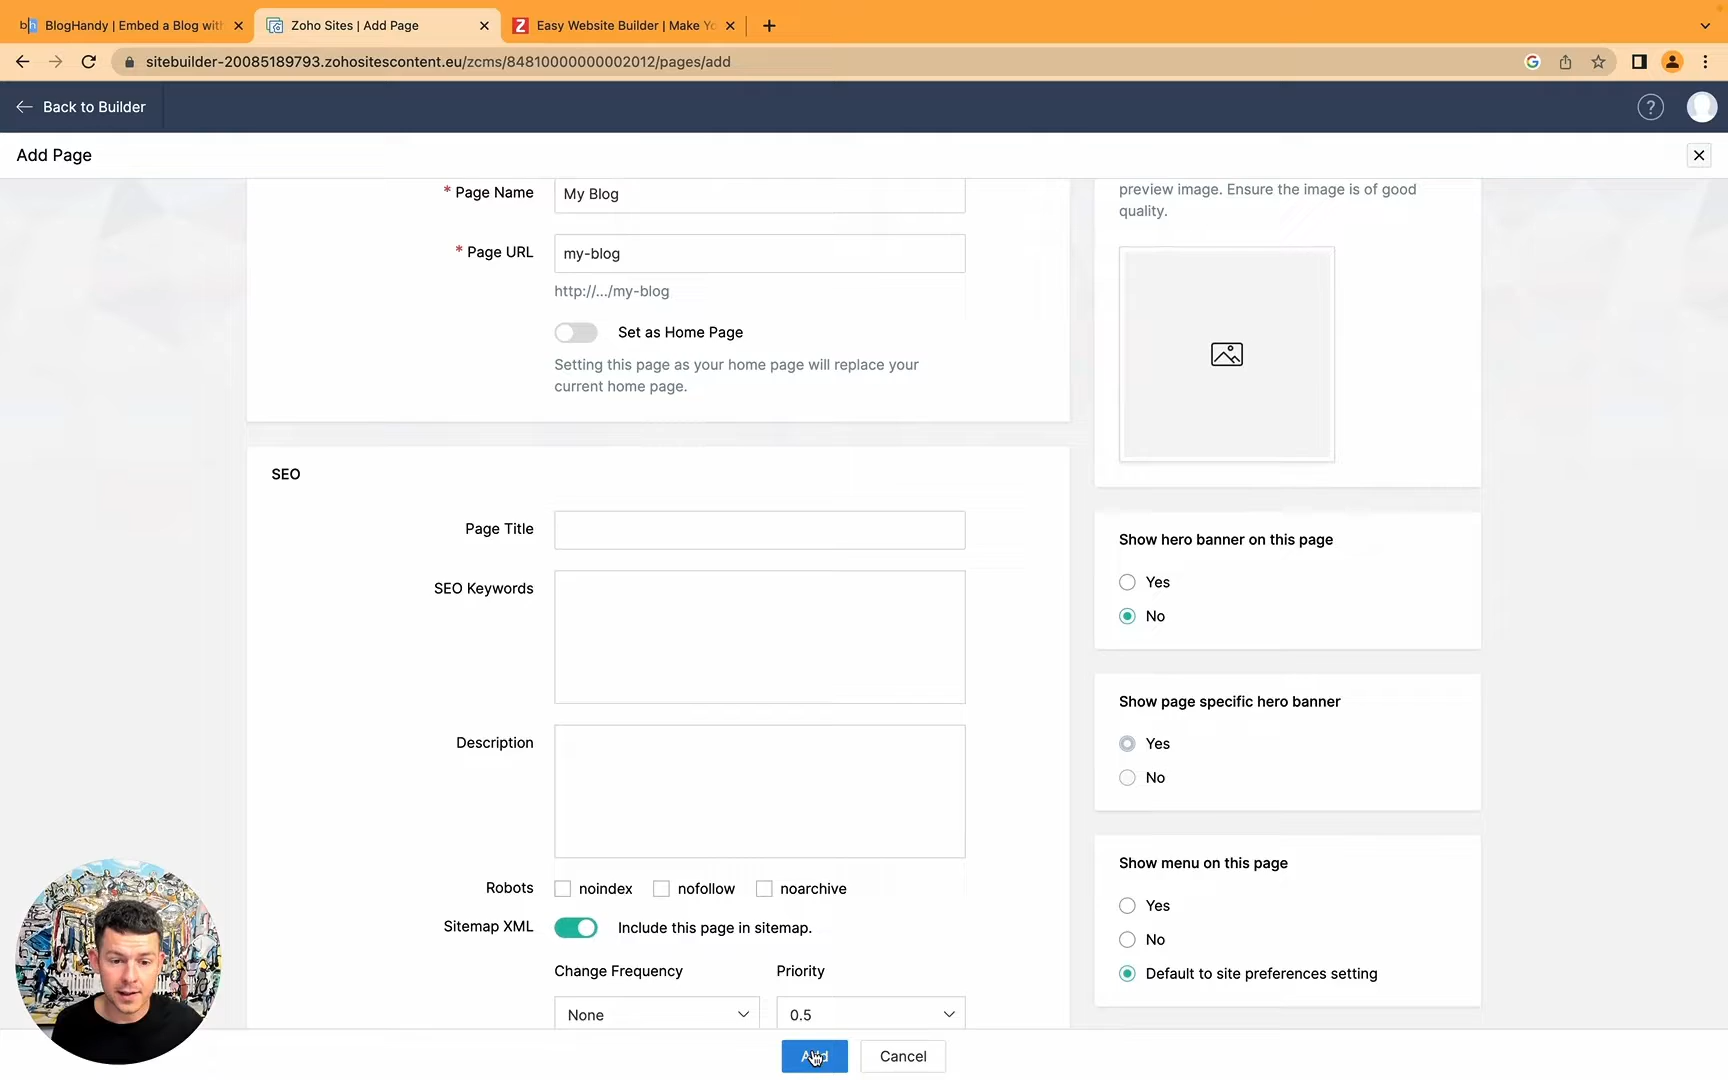 BlogHandy | Embed a Blog with
Zoho Sites | Add Page
Easy Website Builder | Make Yo
sitebuilder-20085189793.zohositescontent.eu/zcms/84810000000002012/pages/add
Back to Builder
Add Page
* Page Name
My Blog
* Page URL
my-blog
http://.../my-blog
Set as Home Page
Setting this page as your home page will replace your
current home page.
SEO
Page Title
SEO Keywords
Description
Robots
noindex
nofollow
noarchive
Sitemap XML
Include this page in sitemap.
Change Frequency
Priority
None
0.5
preview image. Ensure the image is of good
quality.
Show hero banner on this page
Yes
No
Show page specific hero banner
Yes
No
Show menu on this page
Yes
No
Default to site preferences setting
Add
Cancel